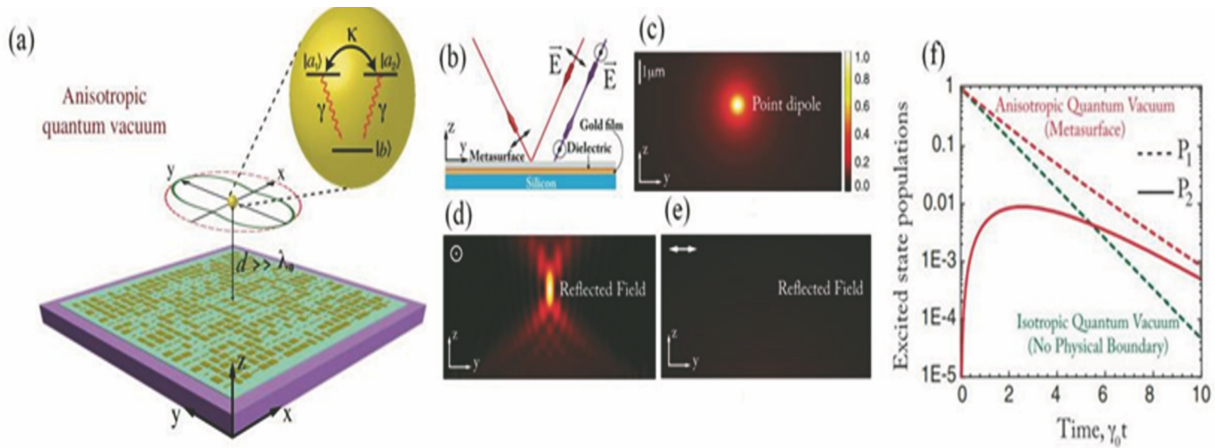 (a)
Anisotropic
quantum vacuum
κ
|a₁⟩ |a₂⟩
γ γ
|b⟩
y x
d >> λ₀
z
y x
(b)
E E
z
y
Metasurface
Gold film
Dielectric
Silicon
(c)
1μm
Point dipole
z
y
1.0
0.8
0.6
0.4
0.2
0.0
(d)
Reflected Field
z
y
(e)
Reflected Field
z
y
(f)
Excited state populations
1
0.1
0.01
1E-3
1E-4
1E-5
Anisotropic Quantum Vacuum
(Metasurface)
P₁
P₂
Isotropic Quantum Vacuum
(No Physical Boundary)
0 2 4 6 8 10
Time, γ₀t